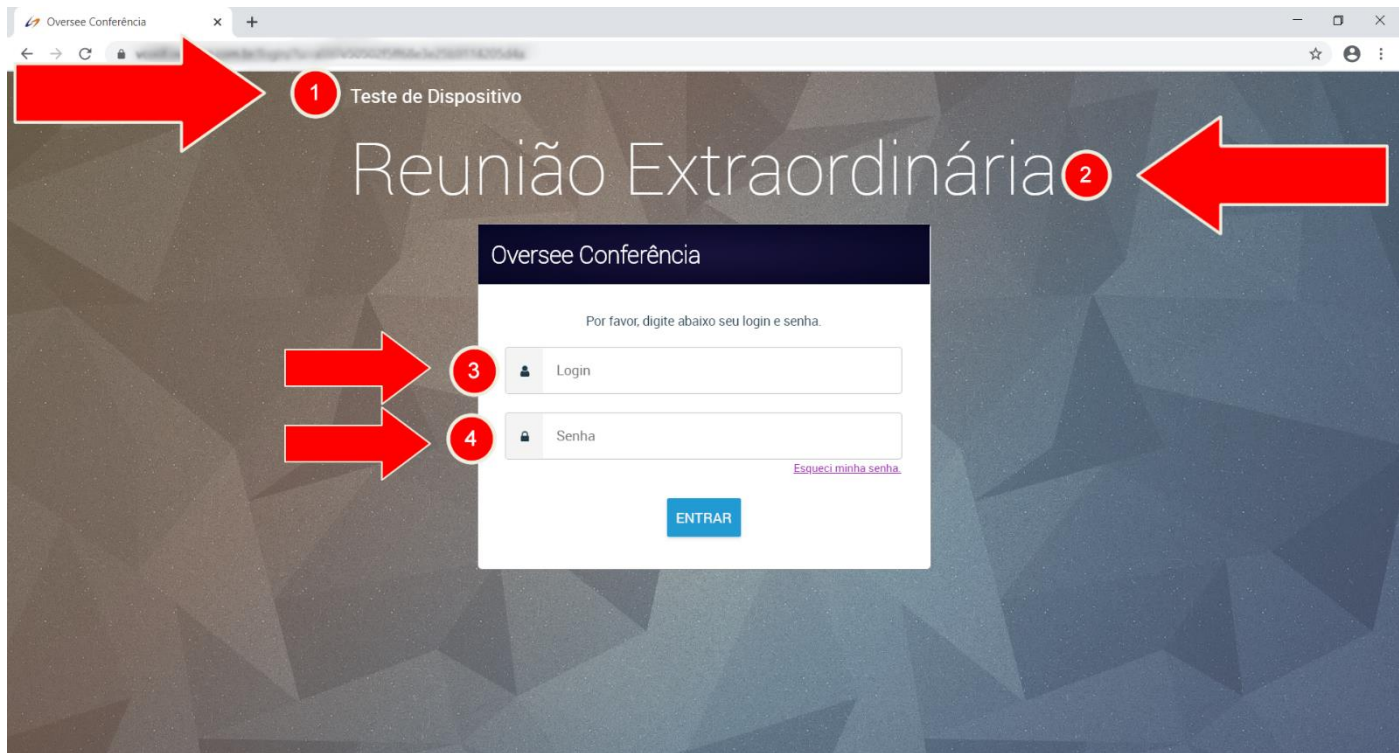 Oversee Conferência
1
Teste de Dispositivo
Reunião Extraordinária
2
Oversee Conferência
Por favor, digite abaixo seu login e senha.
3
Login
4
Senha
Esqueci minha senha.
ENTRAR